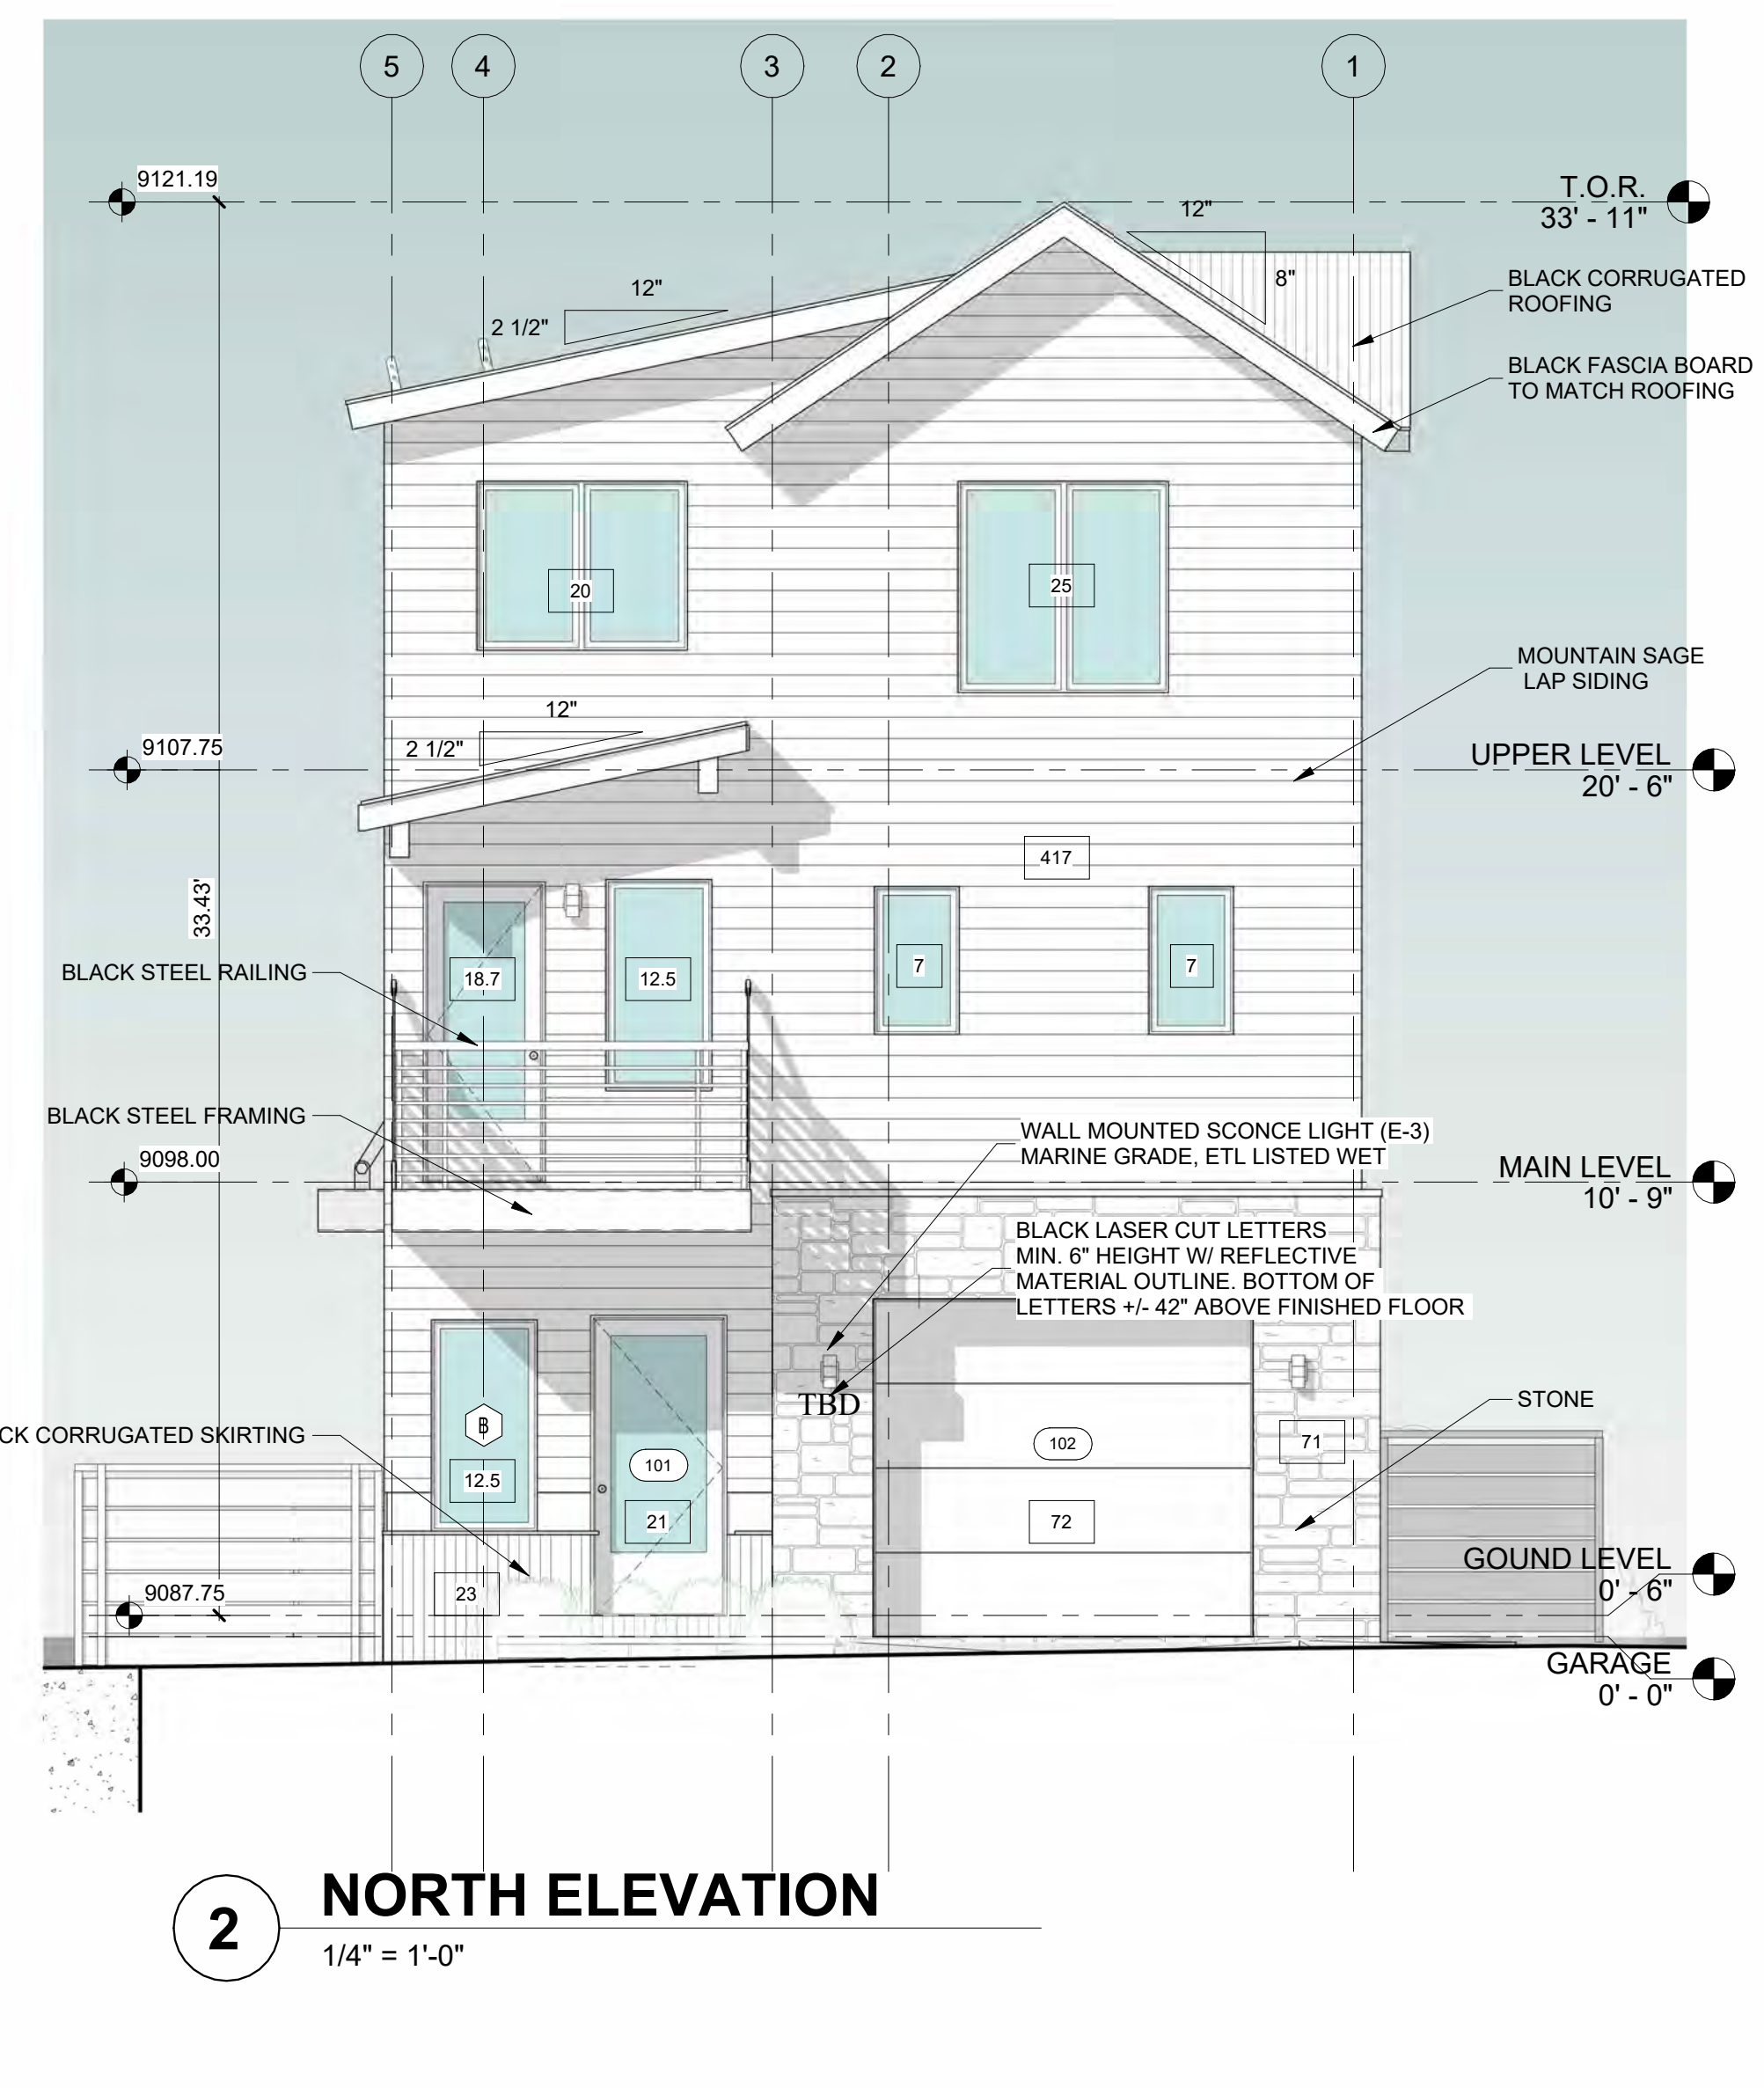 5 4 3 2 1
9121.19
T.O.R.
33' - 11"
12"
8"
BLACK CORRUGATED
ROOFING
12"
2 1/2"
BLACK FASCIA BOARD
TO MATCH ROOFING
20
25
MOUNTAIN SAGE
LAP SIDING
12"
2 1/2"
9107.75
UPPER LEVEL
20' - 6"
417
33.43'
BLACK STEEL RAILING
18.7
12.5
7
7
BLACK STEEL FRAMING
WALL MOUNTED SCONCE LIGHT (E-3)
MARINE GRADE, ETL LISTED WET
9098.00
MAIN LEVEL
10' - 9"
BLACK LASER CUT LETTERS
MIN. 6" HEIGHT W/ REFLECTIVE
MATERIAL OUTLINE. BOTTOM OF
LETTERS +/- 42" ABOVE FINISHED FLOOR
TBD
STONE
B
CK CORRUGATED SKIRTING
101
102
71
12.5
21
72
GOUND LEVEL
0' - 6"
9087.75
23
GARAGE
0' - 0"
2
NORTH ELEVATION
1/4" = 1'-0"